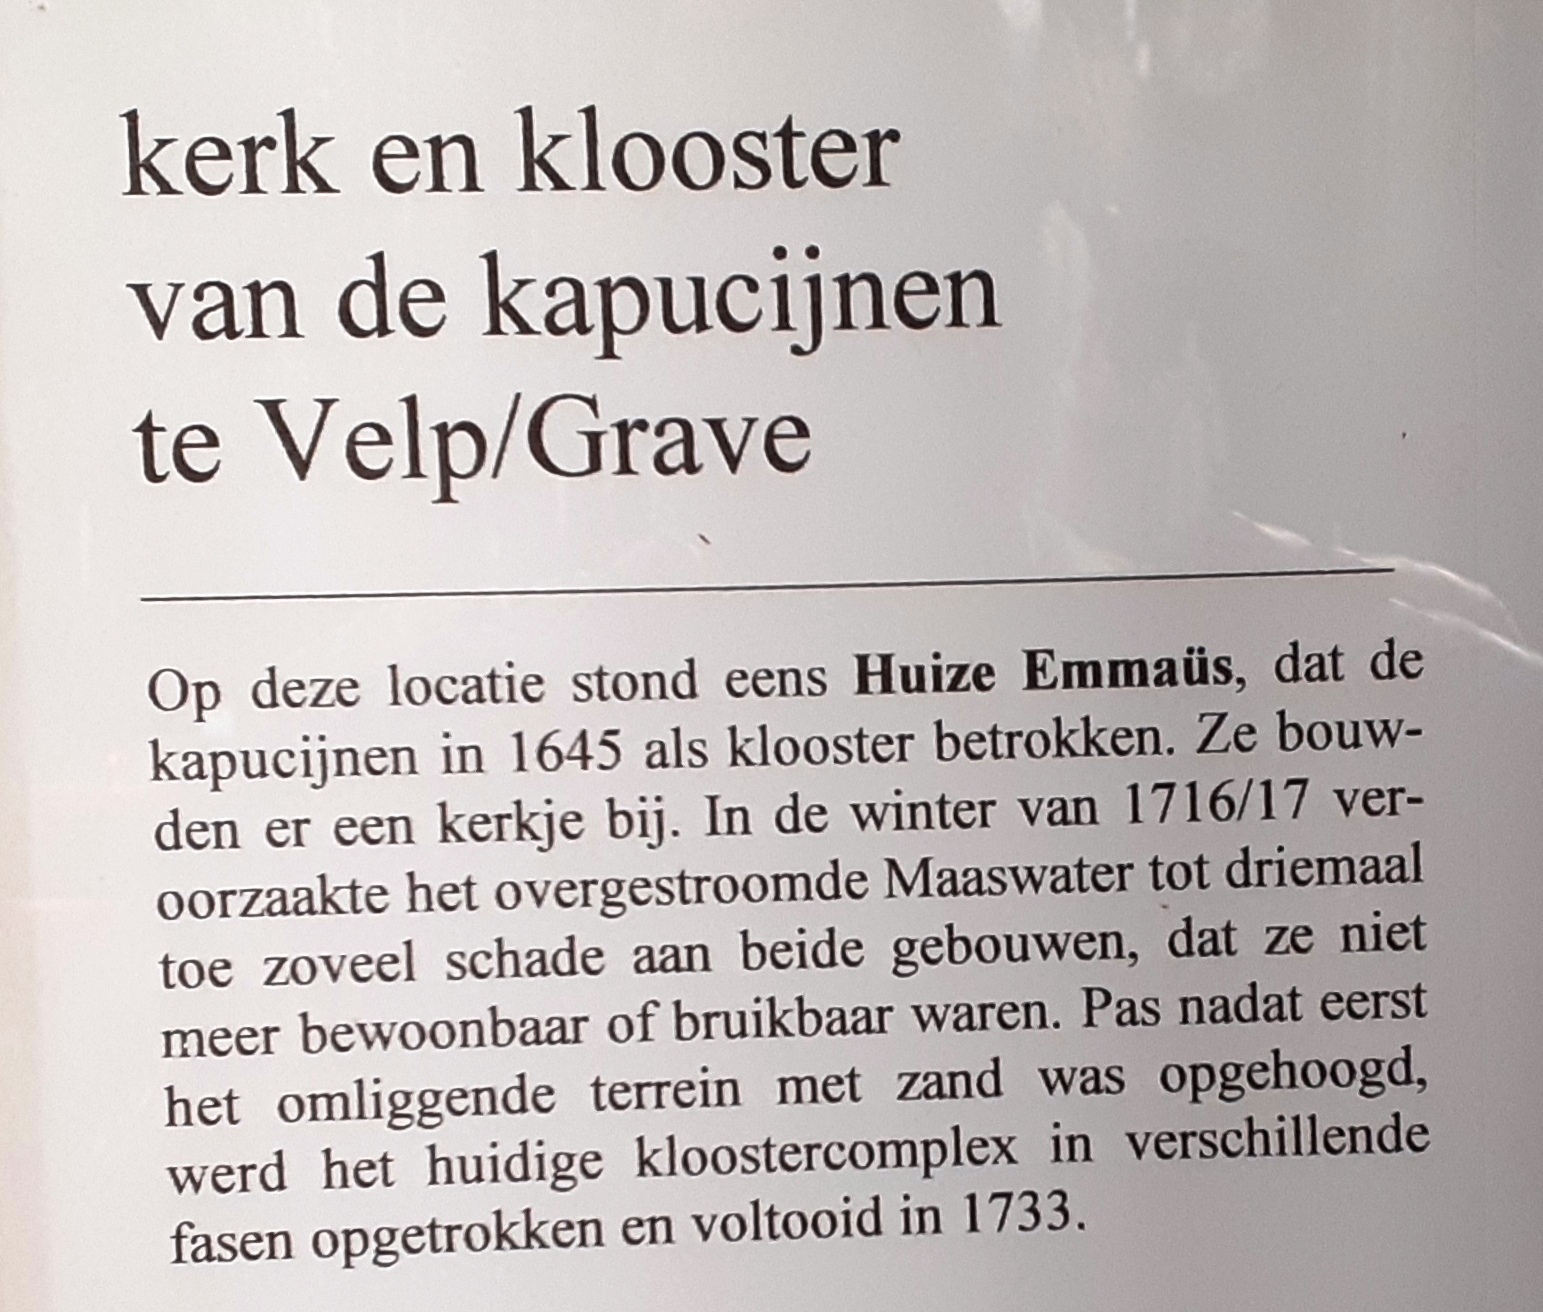 kerk en klooster
van de kapucijnen
te Velp/Grave
Op deze locatie stond eens Huize Emmaüs, dat de
kapucijnen in 1645 als klooster betrokken. Ze bouw-
den er een kerkje bij. In de winter van 1716/17 ver-
oorzaakte het overgestroomde Maaswater tot driemaal
toe zoveel schade aan beide gebouwen, dat ze niet
meer bewoonbaar of bruikbaar waren. Pas nadat eerst
het omliggende terrein met zand was opgehoogd,
werd het huidige kloostercomplex in verschillende
fasen opgetrokken en voltooid in 1733.